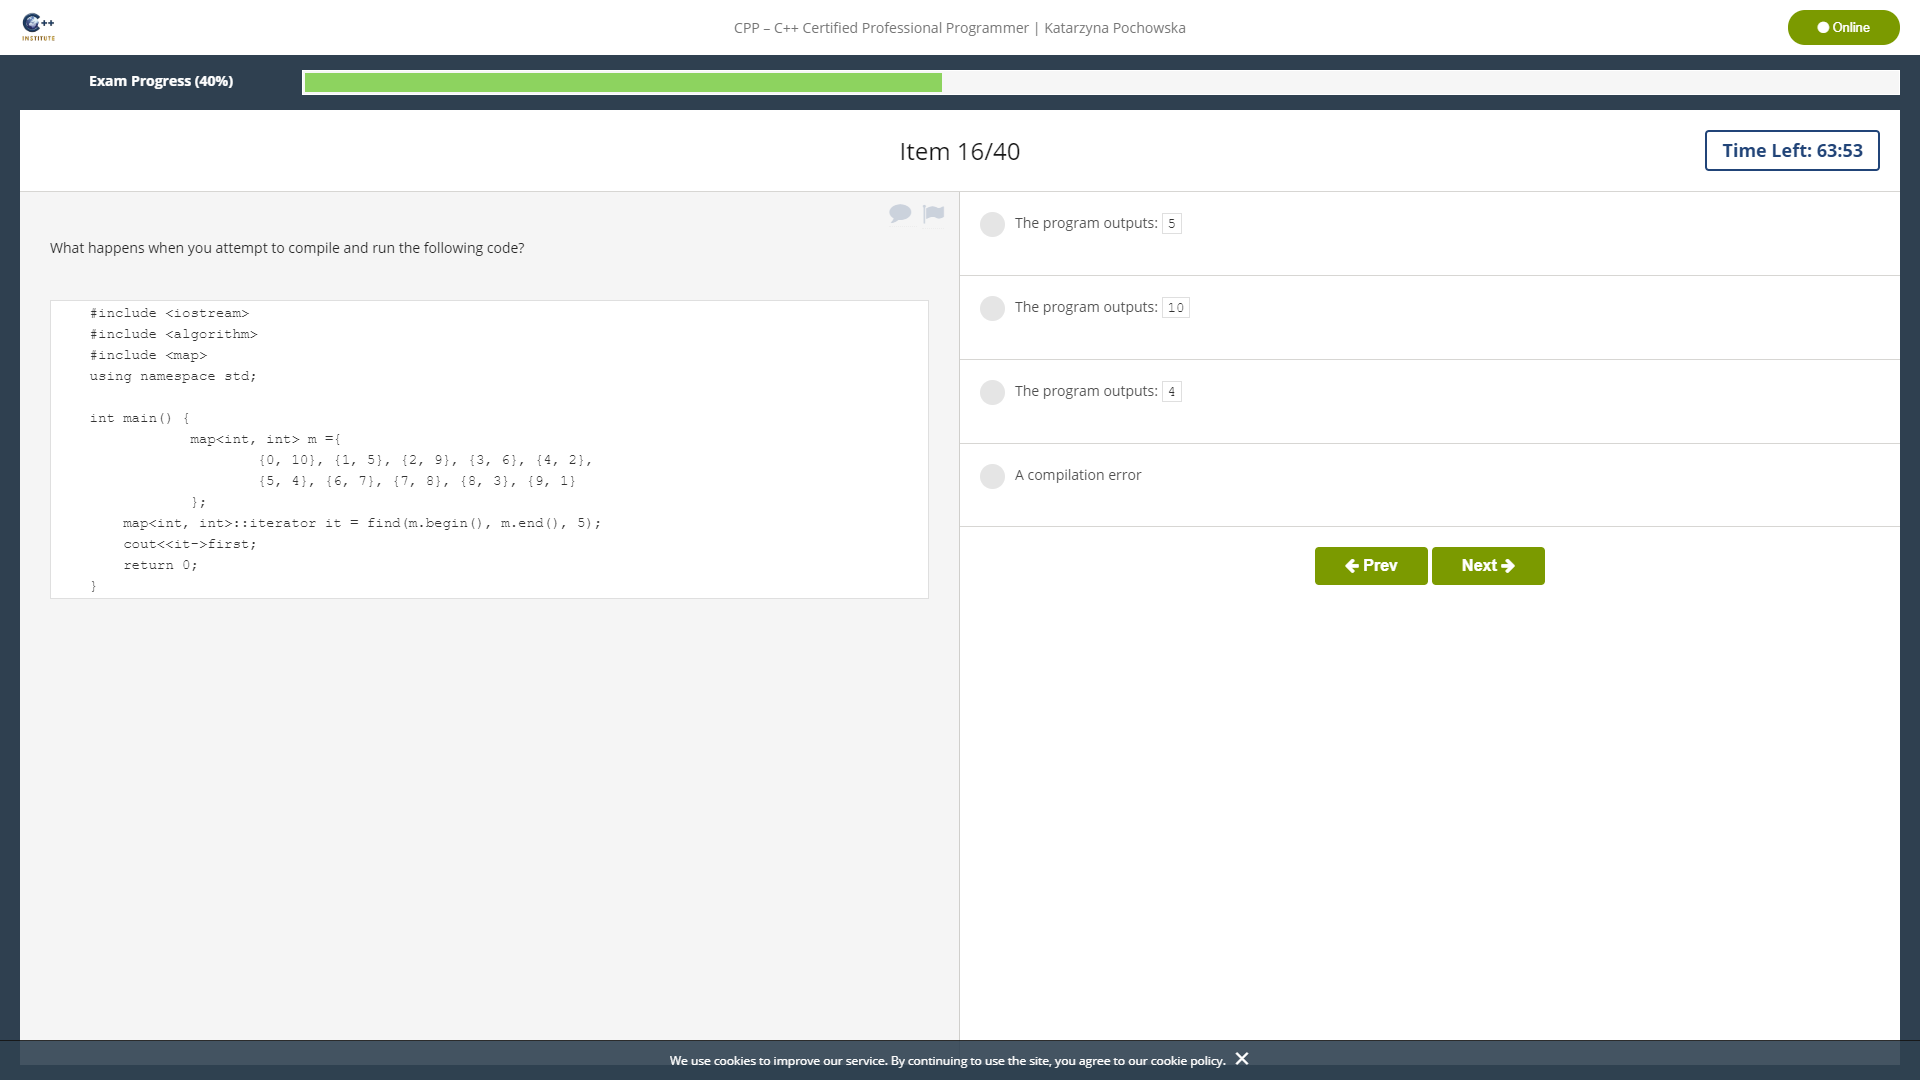 C++
INSTITUTE
CPP – C++ Certified Professional Programmer | Katarzyna Pochowska
Online
Exam Progress (40%)
Item 16/40
Time Left: 63:53
What happens when you attempt to compile and run the following code?
#include <iostream>
#include <algorithm>
#include <map>
using namespace std;
int main() {
map<int, int> m ={
{0, 10}, {1, 5}, {2, 9}, {3, 6}, {4, 2},
{5, 4}, {6, 7}, {7, 8}, {8, 3}, {9, 1}
};
map<int, int>::iterator it = find(m.begin(), m.end(), 5);
cout<<it->first;
return 0;
}
The program outputs: 5
The program outputs: 10
The program outputs: 4
A compilation error
Prev
Next
We use cookies to improve our service. By continuing to use the site, you agree to our cookie policy.